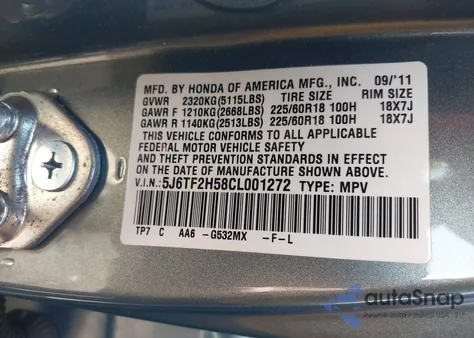 MFD. BY HONDA OF AMERICA MFG., INC. 09/'11
GVWR 2320KG(5115LBS) TIRE SIZE RIM SIZE
GAWR F 1210KG(2668LBS) 225/60R18 100H 18X7J
GAWR R 1140KG(2513LBS) 225/60R18 100H 18X7J
THIS VEHICLE CONFORMS TO ALL APPLICABLE
FEDERAL MOTOR VEHICLE SAFETY
AND THEFT PREVENTION STANDARDS IN EFFECT
ON THE DATE OF MANUFACTURE SHOWN ABOVE.
V.I.N.: 5J6TF2H58CL001272 TYPE: MPV
TP7 C AA6 -G532MX -F-L
autoSnap